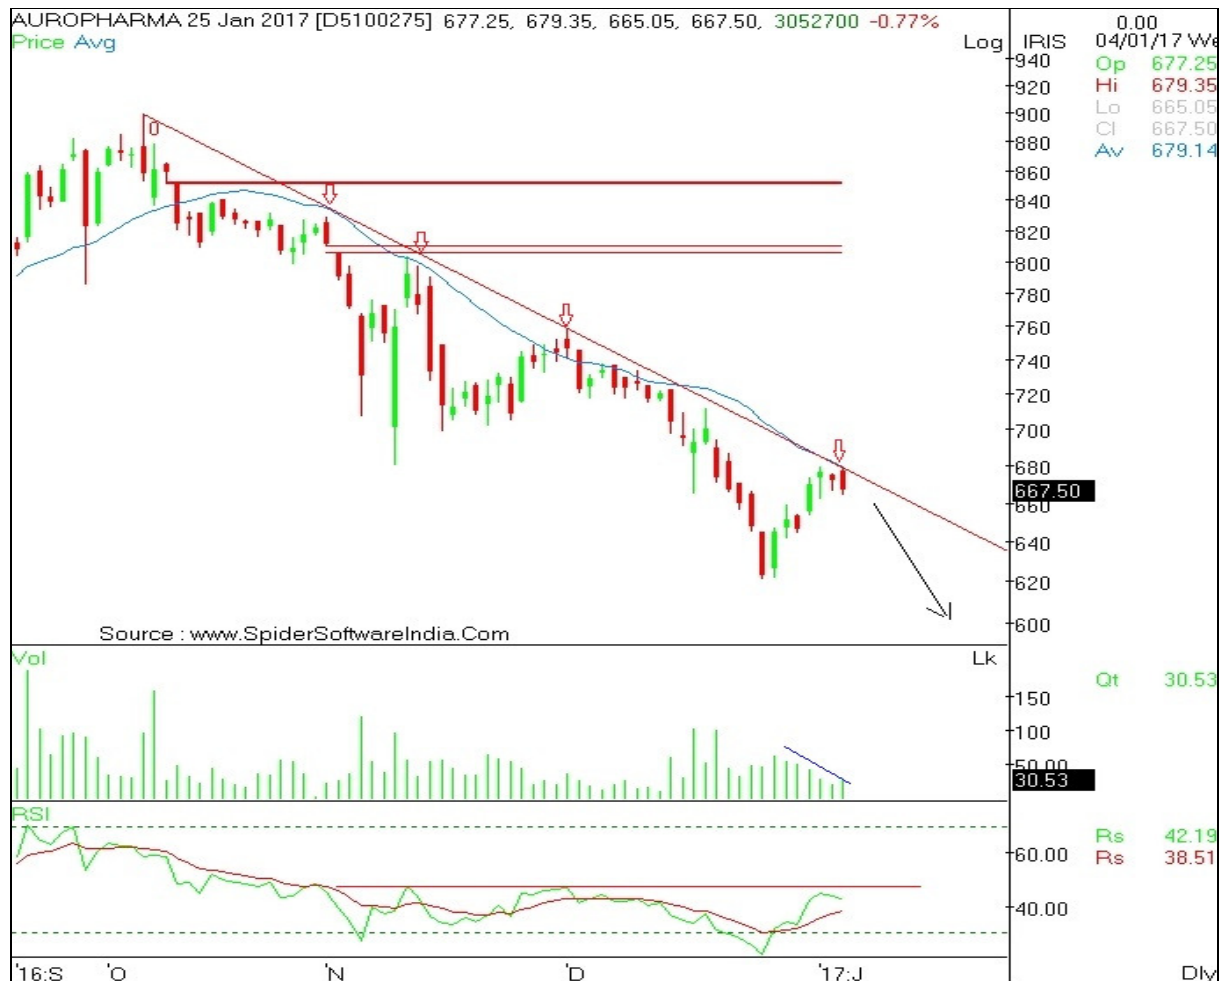 AUROPHARMA 25 Jan 2017 [D5100275] 677.25, 679.35, 665.05, 667.50, 3052700 -0.77%
0.00
Price Avg
Log
IRIS
04/01/17 We
Op 677.25
Hi 679.35
Lo 665.05
Cl 667.50
Av 679.14
940
920
900
880
860
840
820
800
780
760
740
720
700
680
667.50
660
640
620
600
0
Source : www.SpiderSoftwareIndia.Com
Vol
Lk
Qt 30.53
150
100
50.00
30.53
RSI
Rs 42.19
Rs 38.51
60.00
40.00
'16:S 'O 'N 'D '17:J
Dly